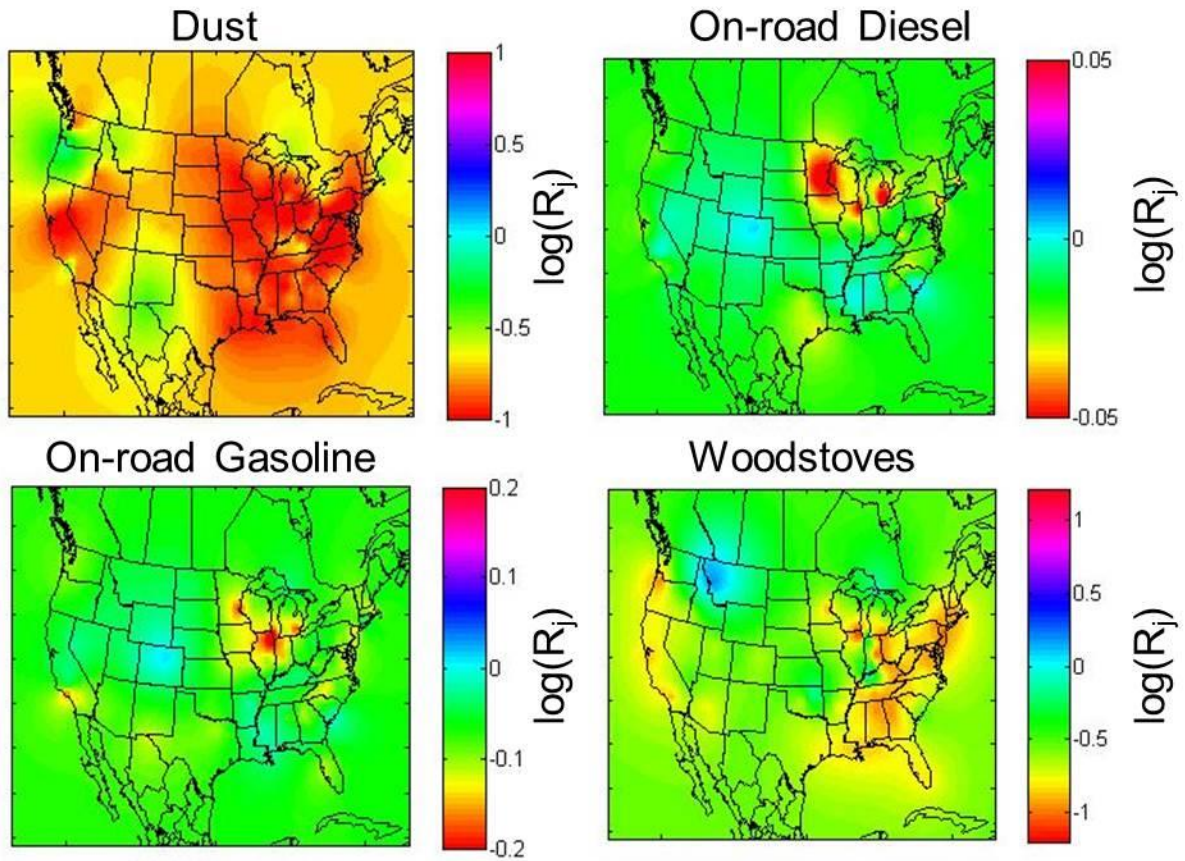 Dust
On-road Diesel
1
0.5
0
-0.5
-1
log(Rj)
0.05
0
-0.05
log(Rj)
On-road Gasoline
Woodstoves
0.2
0.1
0
-0.1
-0.2
log(Rj)
1
0.5
0
-0.5
-1
log(Rj)